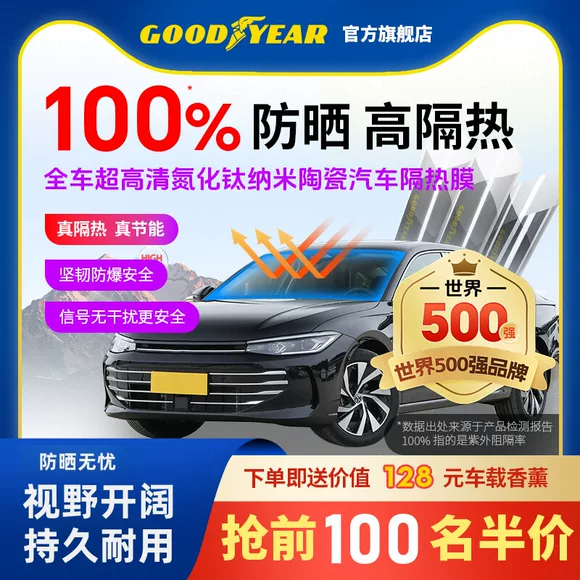 GOODYEAR 官方旗舰店
100%* 防晒 高隔热
全车超高清氮化钛纳米陶瓷汽车隔热膜
真隔热 真节能
HIGH
坚韧防爆安全
信号无干扰更安全
世界
500强
世界500强品牌
*数据出处来源于产品检测报告
100% 指的是紫外阻隔率
防晒无忧
视野开阔
持久耐用
下单即送价值 128 元车载香薰
抢前100名半价